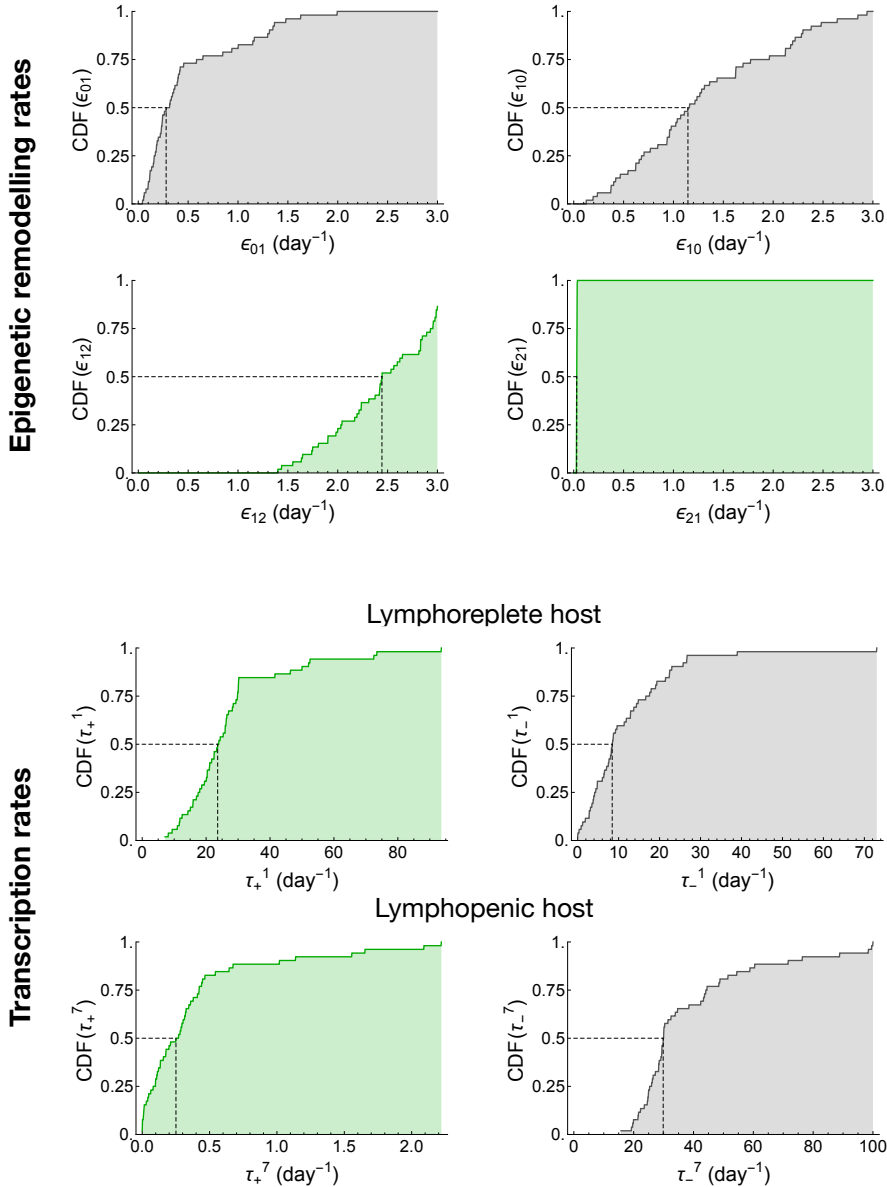 Epigenetic remodelling rates
CDF(ϵ01)
1.
0.75
0.5
0.25
0.
0.0 0.5 1.0 1.5 2.0 2.5 3.0
ϵ01 (day−1)
CDF(ϵ10)
1.
0.75
0.5
0.25
0.
0.0 0.5 1.0 1.5 2.0 2.5 3.0
ϵ10 (day−1)
CDF(ϵ12)
1.
0.75
0.5
0.25
0.
0.0 0.5 1.0 1.5 2.0 2.5 3.0
ϵ12 (day−1)
CDF(ϵ21)
1.
0.75
0.5
0.25
0.
0.0 0.5 1.0 1.5 2.0 2.5 3.0
ϵ21 (day−1)
Transcription rates
Lymphoreplete host
CDF(τ+1)
1.
0.75
0.5
0.25
0.
0 20 40 60 80
τ+1 (day−1)
CDF(τ−1)
1.
0.75
0.5
0.25
0.
0 10 20 30 40 50 60 70
τ−1 (day−1)
Lymphopenic host
CDF(τ+7)
1.
0.75
0.5
0.25
0.
0.0 0.5 1.0 1.5 2.0
τ+7 (day−1)
CDF(τ−7)
1.
0.75
0.5
0.25
0.
0 20 40 60 80 100
τ−7 (day−1)